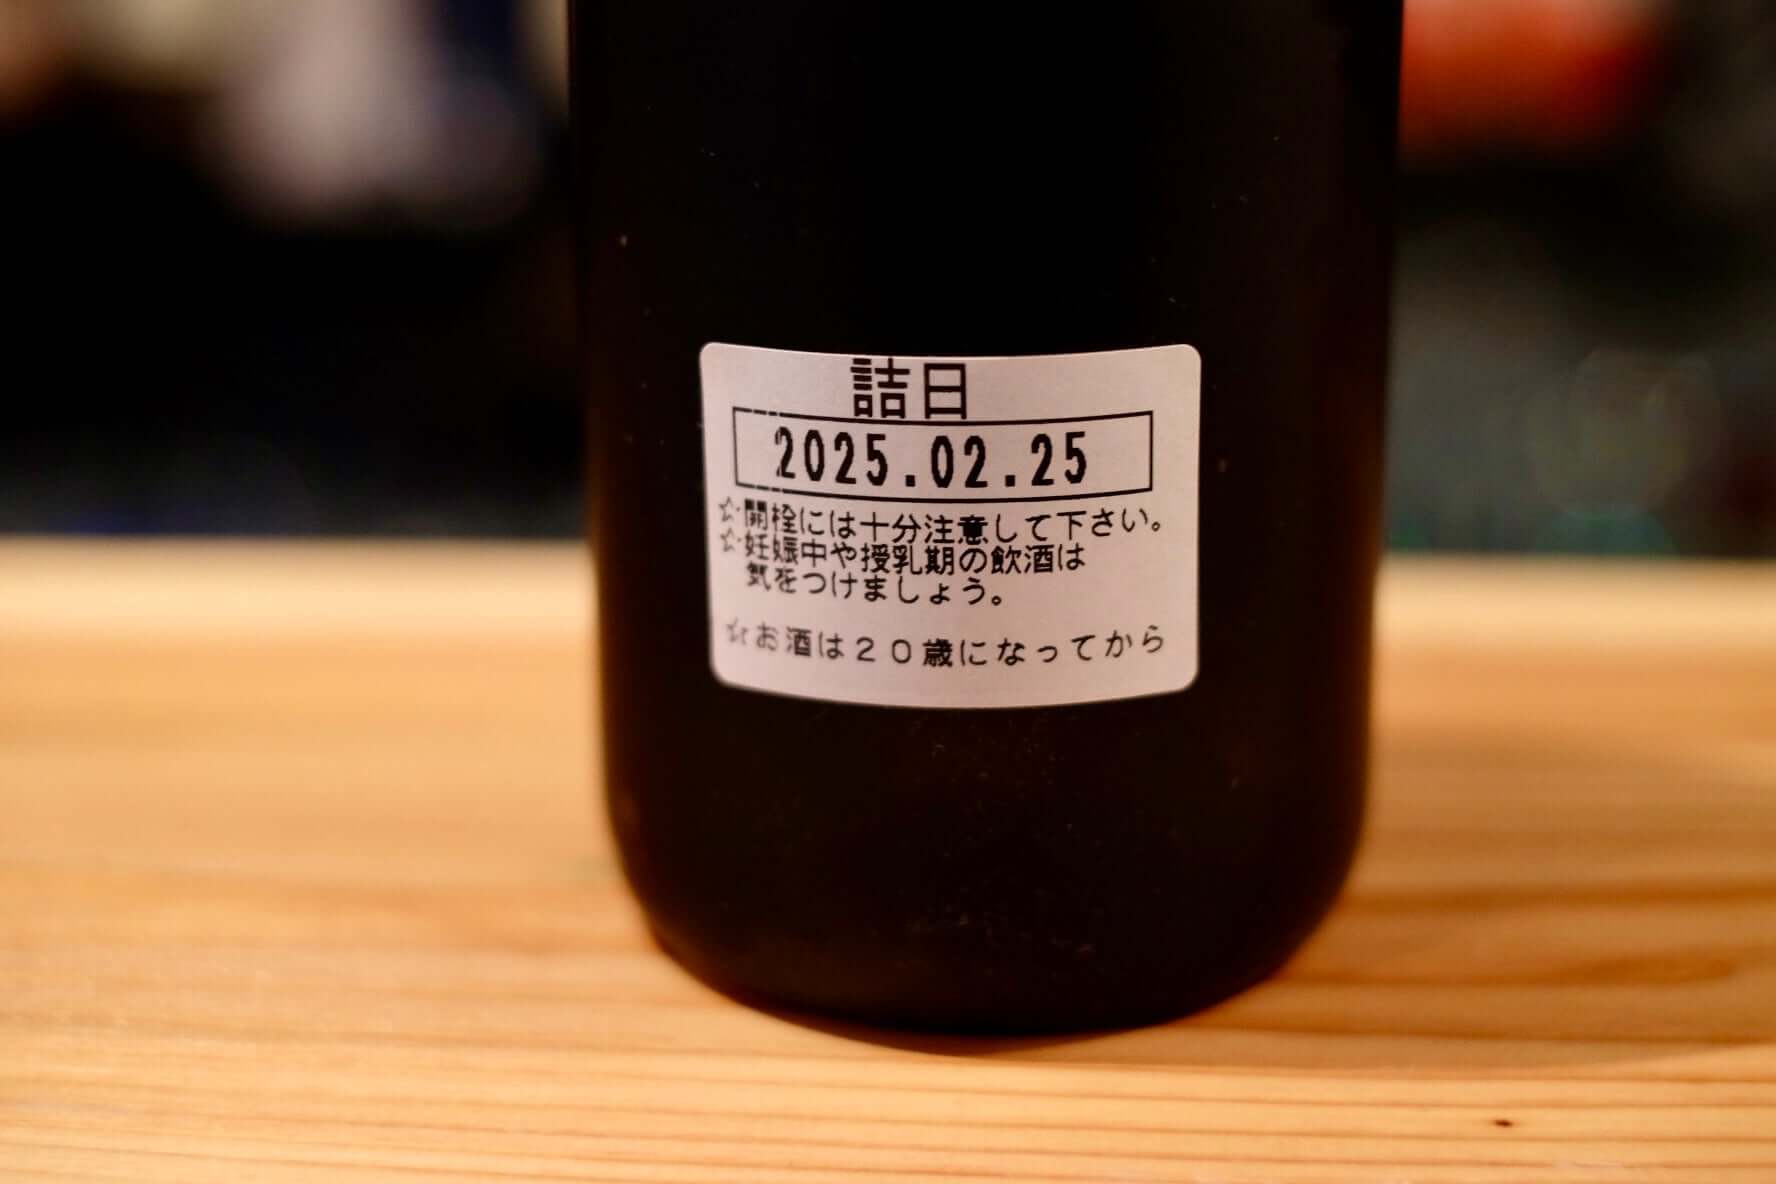 詰日
2025.02.25
☆開栓には十分注意して下さい。
☆妊娠中や授乳期の飲酒は
気をつけましょう。
☆お酒は20歳になってから